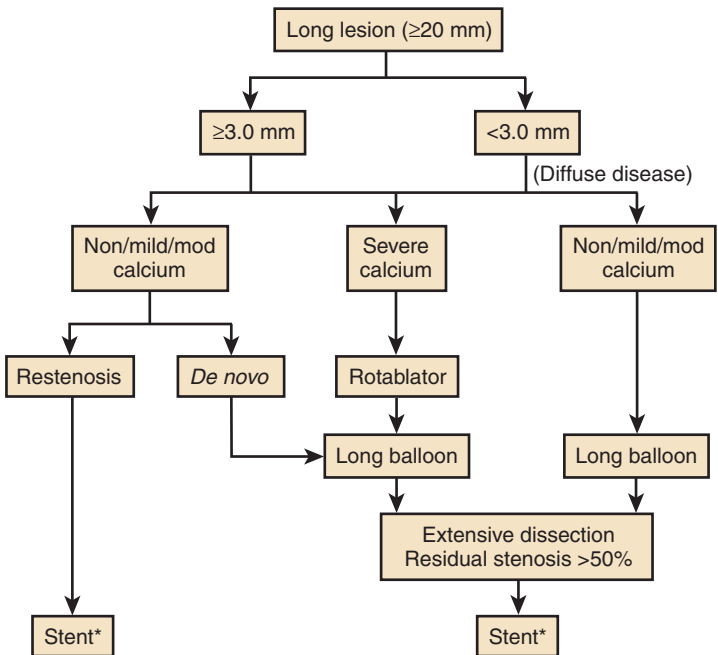 Long lesion (≥20 mm)
≥3.0 mm
<3.0 mm
(Diffuse disease)
Non/mild/mod
calcium
Severe
calcium
Non/mild/mod
calcium
Restenosis
De novo
Rotablator
Long balloon
Long balloon
Extensive dissection
Residual stenosis >50%
Stent*
Stent*